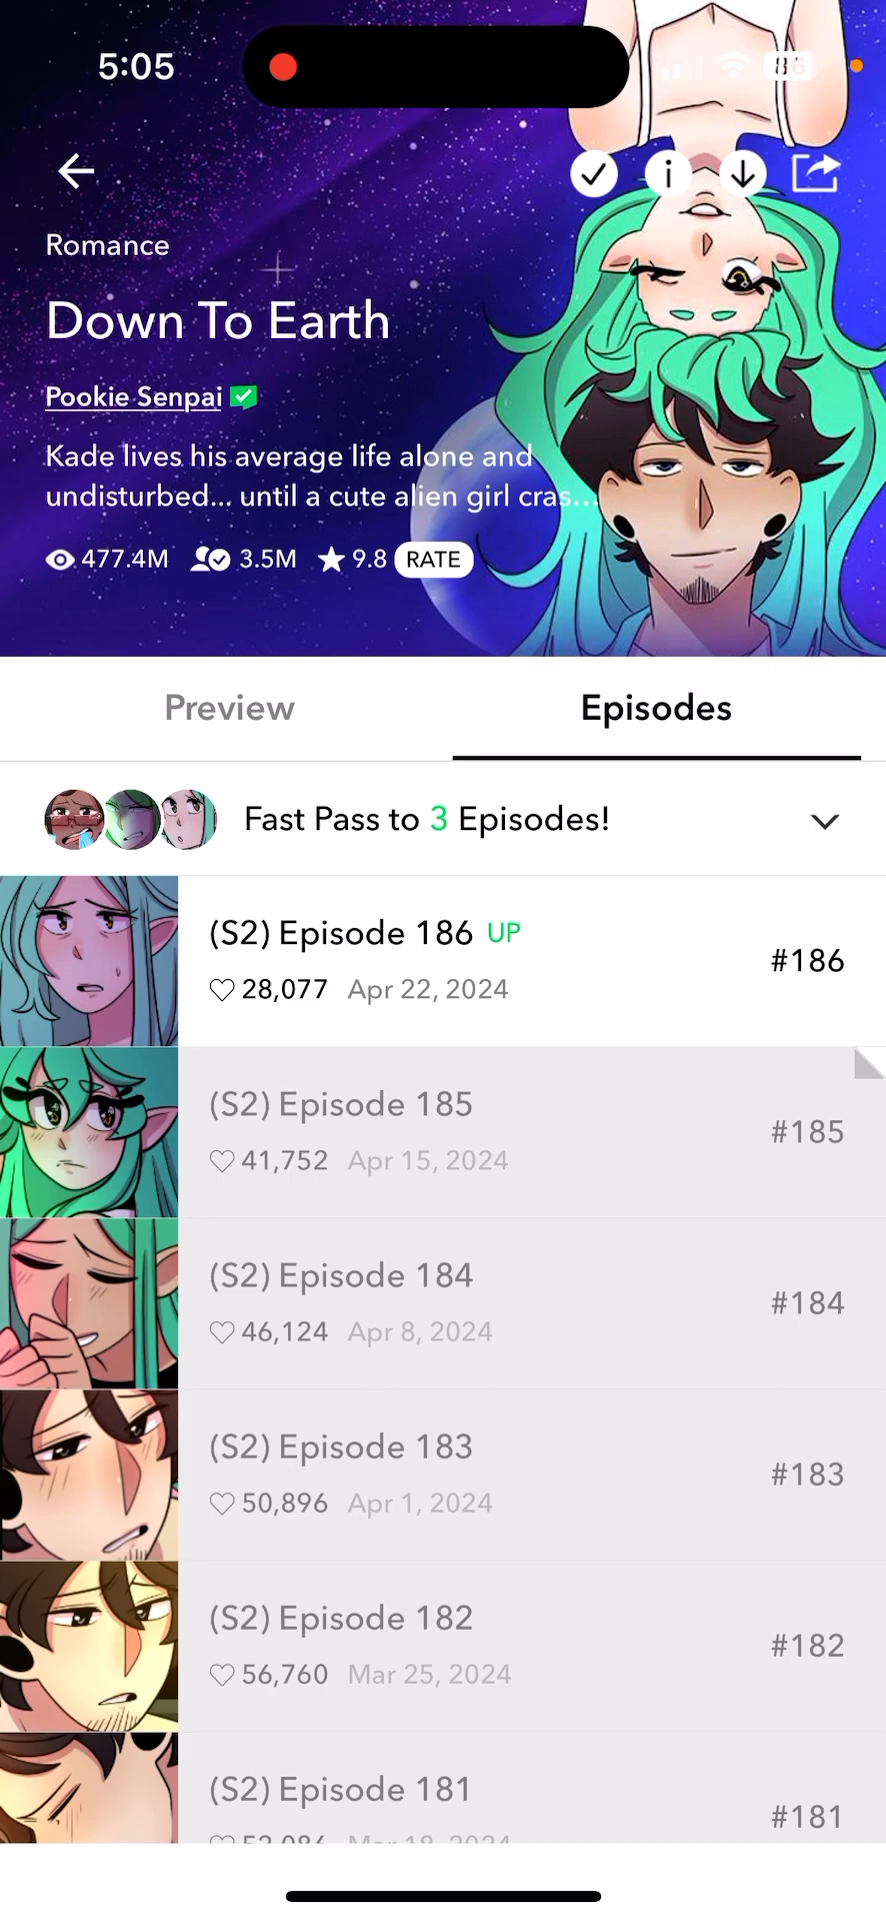 5:05
86
Romance
Down To Earth
Pookie Senpai
Kade lives his average life alone and
undisturbed... until a cute alien girl cras...
477.4M 3.5M 9.8 RATE
Preview Episodes
Fast Pass to 3 Episodes!
(S2) Episode 186 UP
28,077 Apr 22, 2024
#186
(S2) Episode 185
41,752 Apr 15, 2024
#185
(S2) Episode 184
46,124 Apr 8, 2024
#184
(S2) Episode 183
50,896 Apr 1, 2024
#183
(S2) Episode 182
56,760 Mar 25, 2024
#182
(S2) Episode 181
#181